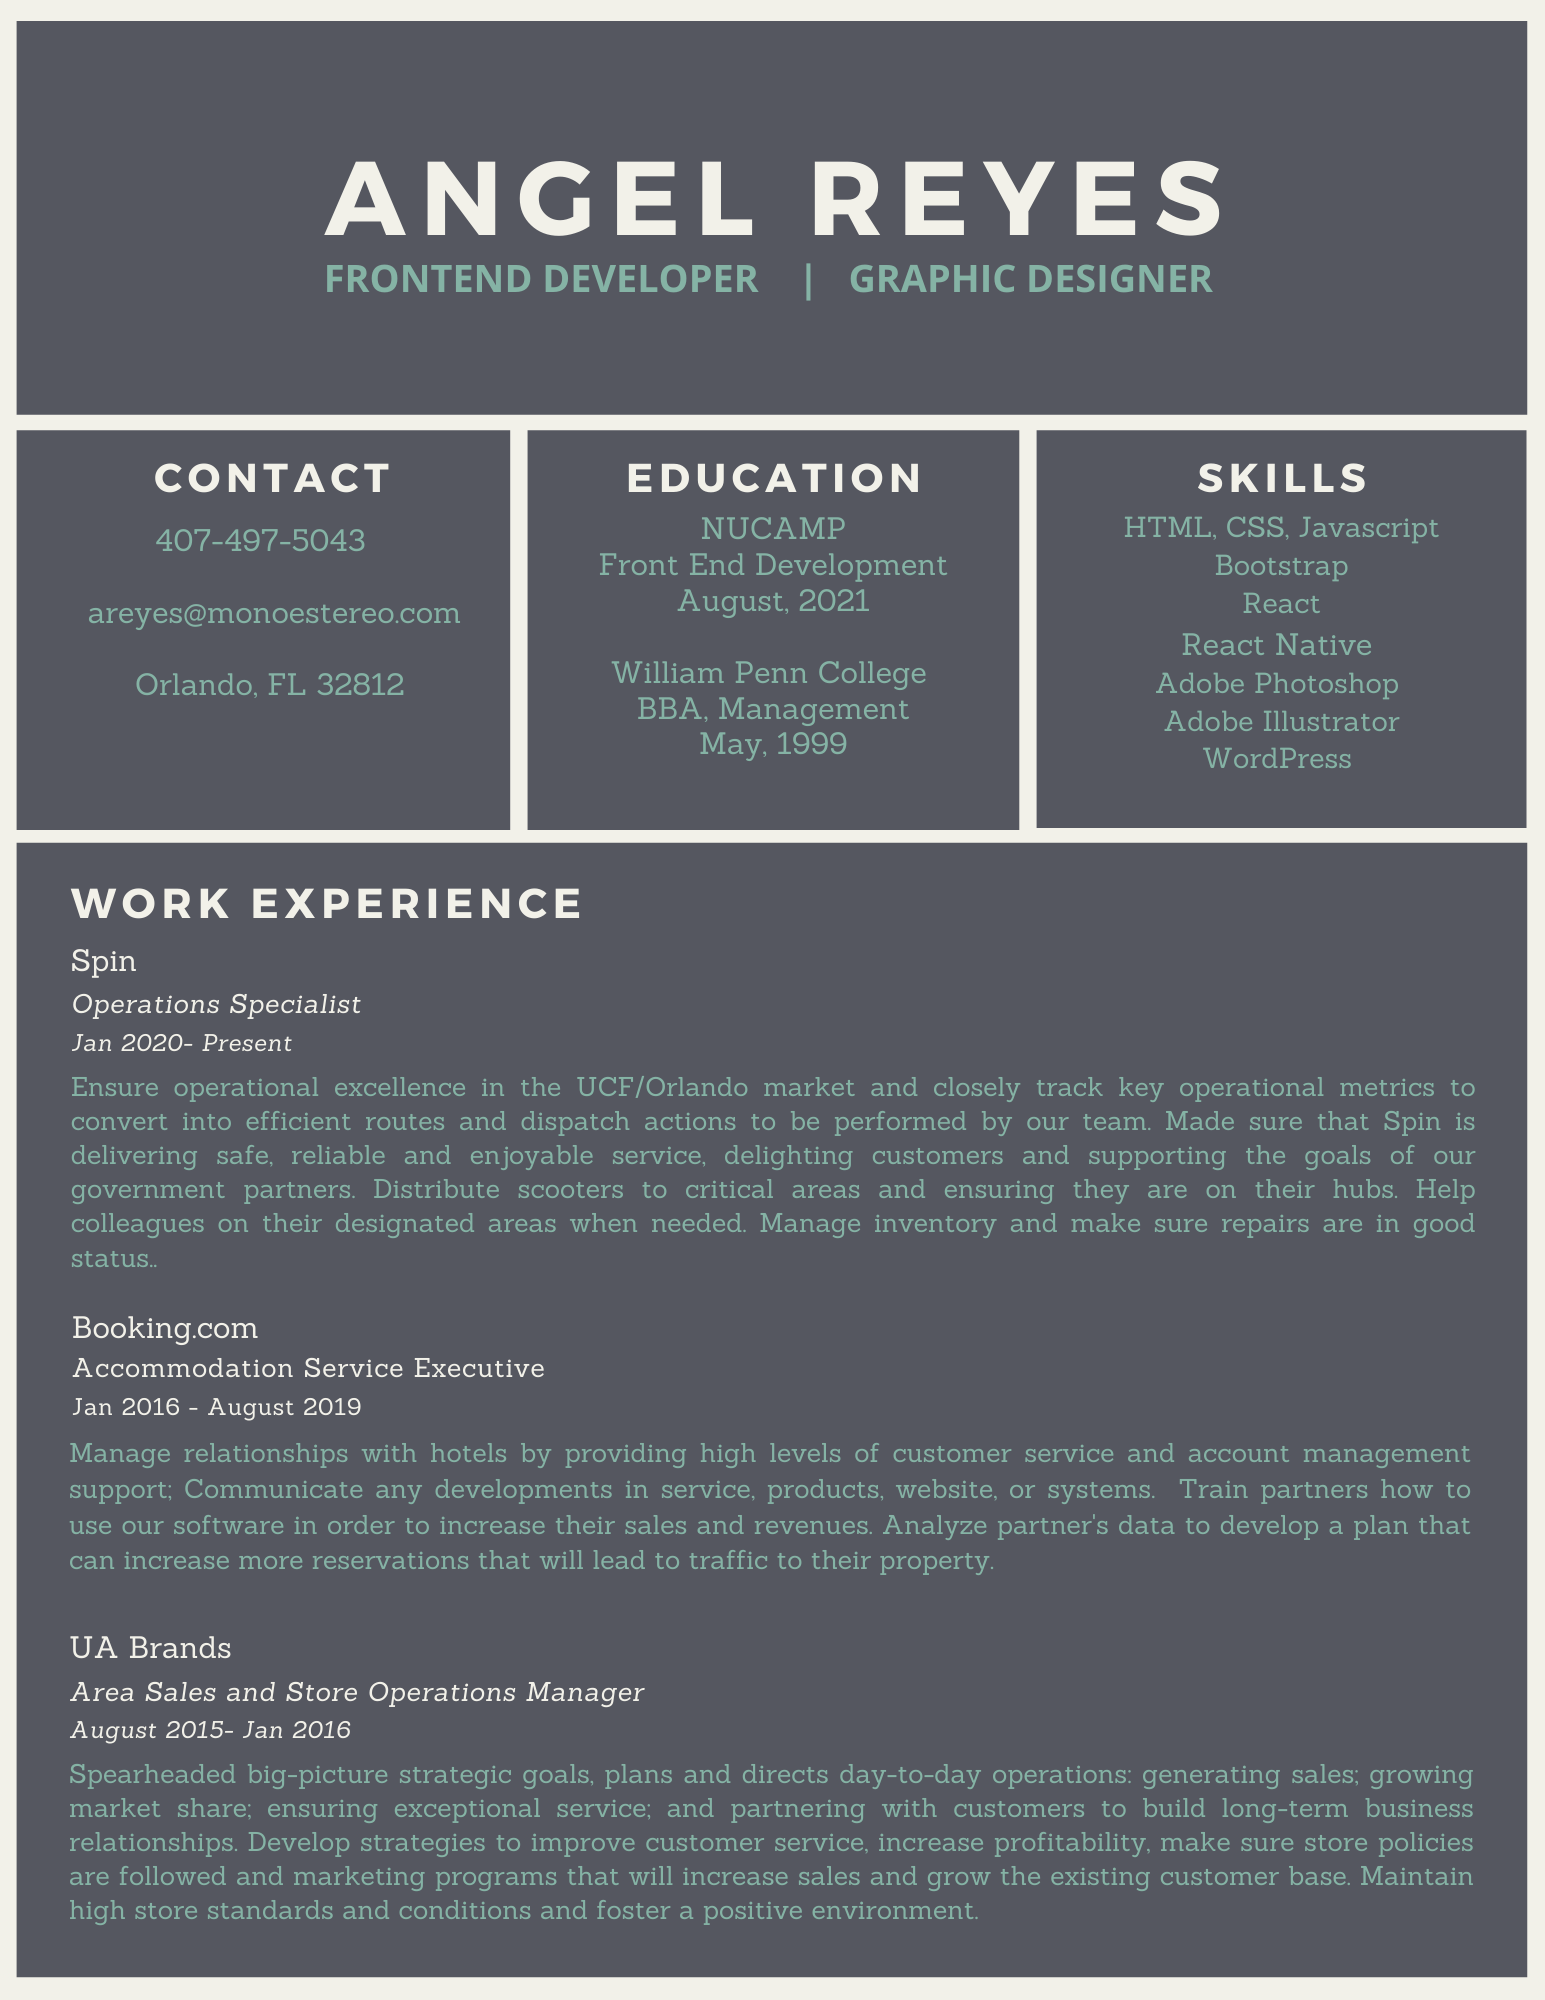 ANGEL REYES
FRONTEND DEVELOPER | GRAPHIC DESIGNER
CONTACT
407-497-5043
areyes@monoestereo.com
Orlando, FL 32812
EDUCATION
NUCAMP
Front End Development
August, 2021
William Penn College
BBA, Management
May, 1999
SKILLS
HTML, CSS, Javascript
Bootstrap
React
React Native
Adobe Photoshop
Adobe Illustrator
WordPress
WORK EXPERIENCE
Spin
Operations Specialist
Jan 2020- Present
Ensure operational excellence in the UCF/Orlando market and closely track key operational metrics to
convert into efficient routes and dispatch actions to be performed by our team. Made sure that Spin is
delivering safe, reliable and enjoyable service, delighting customers and supporting the goals of our
government partners. Distribute scooters to critical areas and ensuring they are on their hubs. Help
colleagues on their designated areas when needed. Manage inventory and make sure repairs are in good
status..
Booking.com
Accommodation Service Executive
Jan 2016 - August 2019
Manage relationships with hotels by providing high levels of customer service and account management
support; Communicate any developments in service, products, website, or systems.  Train partners how to
use our software in order to increase their sales and revenues. Analyze partner's data to develop a plan that
can increase more reservations that will lead to traffic to their property.
UA Brands
Area Sales and Store Operations Manager
August 2015- Jan 2016
Spearheaded big-picture strategic goals, plans and directs day-to-day operations: generating sales; growing
market share; ensuring exceptional service; and partnering with customers to build long-term business
relationships. Develop strategies to improve customer service, increase profitability, make sure store policies
are followed and marketing programs that will increase sales and grow the existing customer base. Maintain
high store standards and conditions and foster a positive environment.